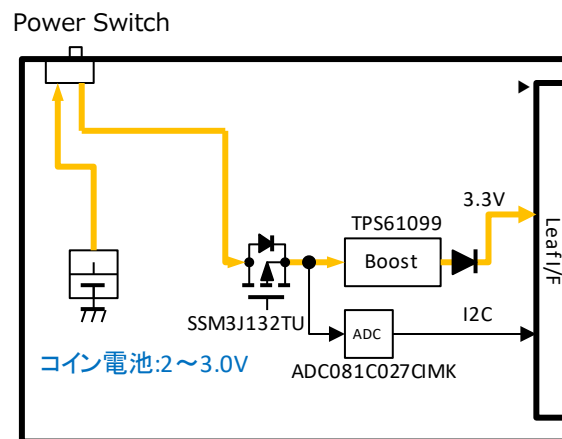 Power Switch
3.3V
TPS61099
Boost
Leaf I/F
I2C
SSM3J132TU
ADC
ADC081C027CIMK
コイン電池:2～3.0V